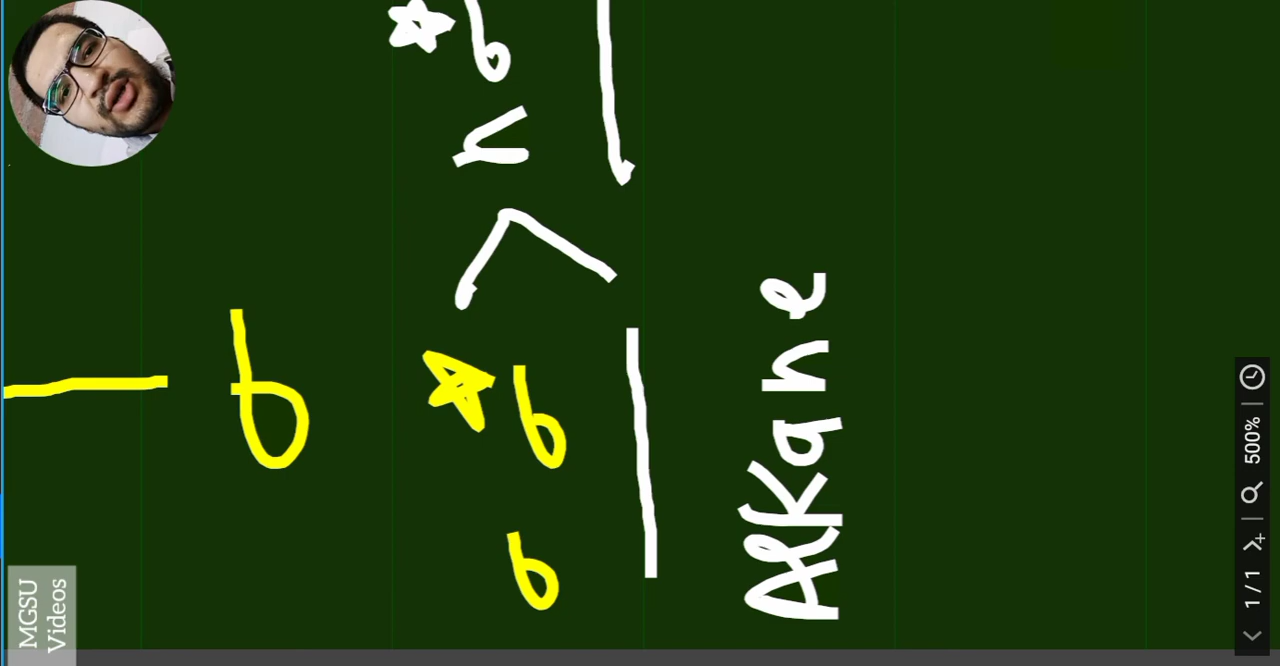 MGSU
Videos
σ
σ σ* > n σ*
AlKane
1 / 1 500%